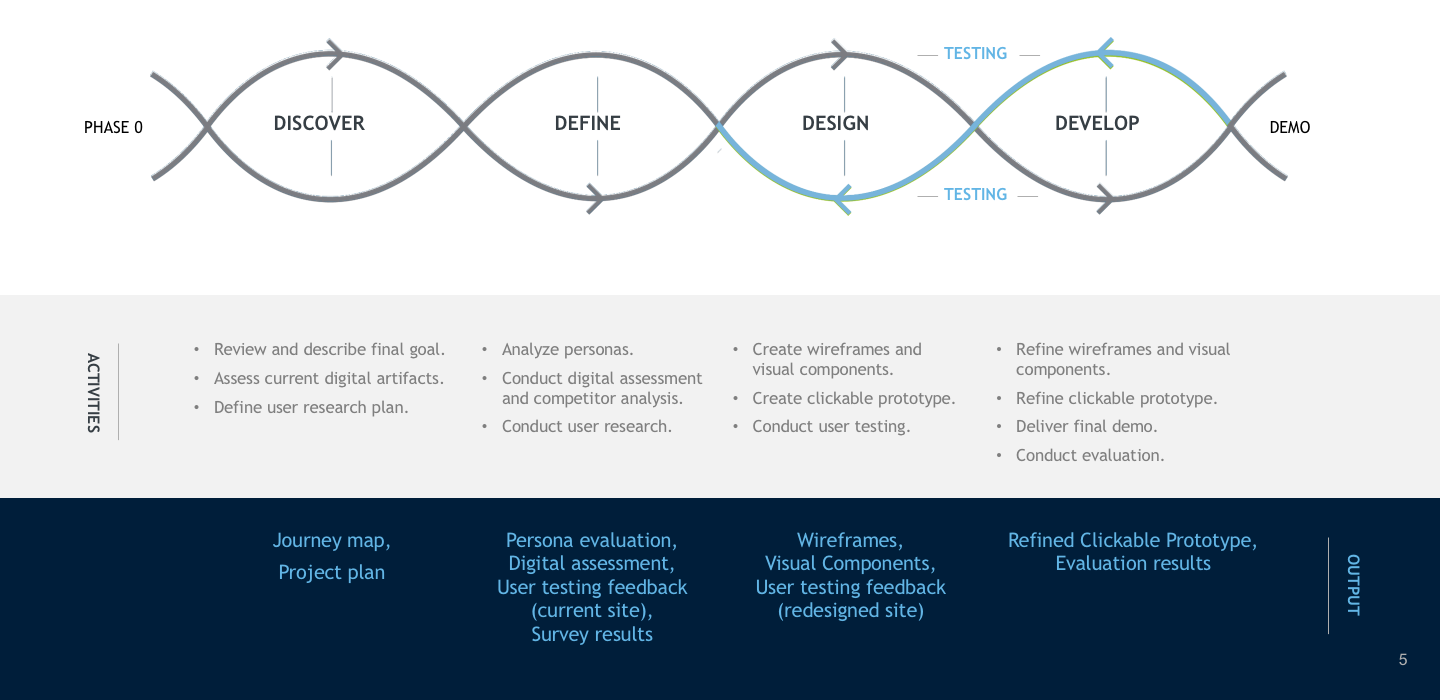 TESTING
PHASE 0
DISCOVER
DEFINE
DESIGN
DEVELOP
DEMO
TESTING
ACTIVITIES
• Review and describe final goal.
• Assess current digital artifacts.
• Define user research plan.
• Analyze personas.
• Conduct digital assessment
and competitor analysis.
• Conduct user research.
• Create wireframes and
visual components.
• Create clickable prototype.
• Conduct user testing.
• Refine wireframes and visual
components.
• Refine clickable prototype.
• Deliver final demo.
• Conduct evaluation.
Journey map,
Project plan
Persona evaluation,
Digital assessment,
User testing feedback
(current site),
Survey results
Wireframes,
Visual Components,
User testing feedback
(redesigned site)
Refined Clickable Prototype,
Evaluation results
OUTPUT
5